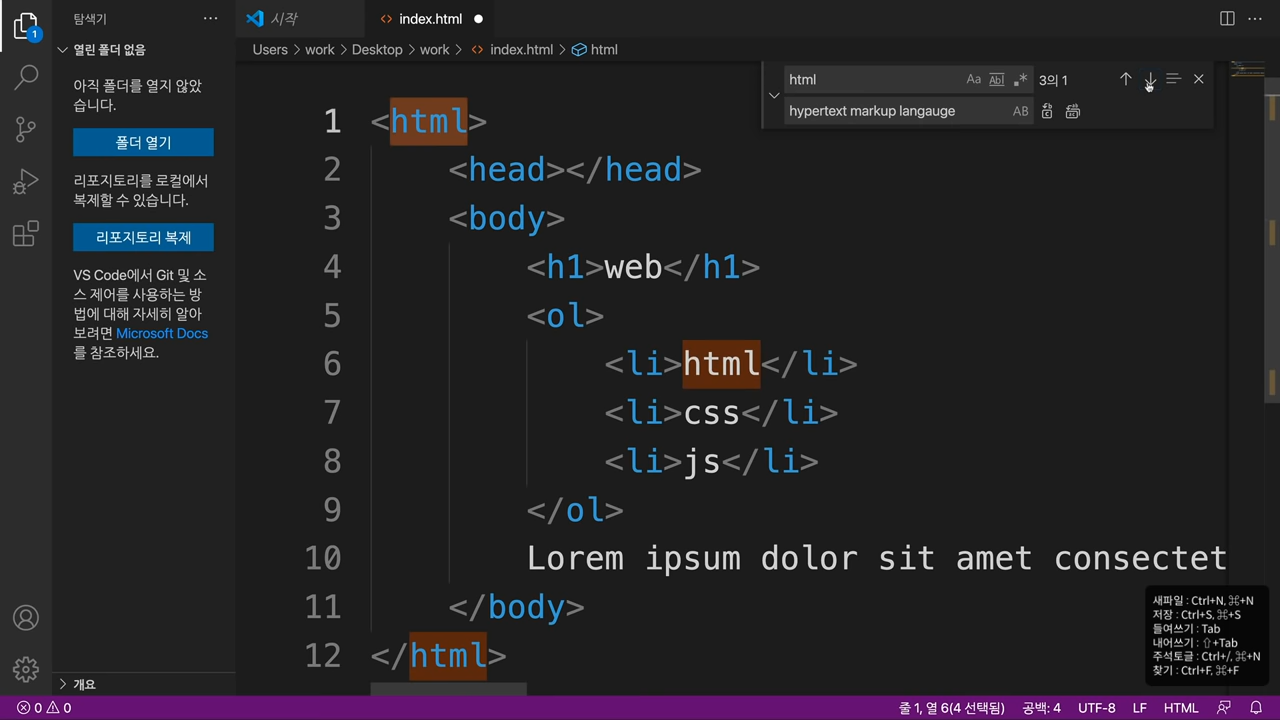 탐색기
시작
index.html
열린 폴더 없음
Users > work > Desktop > work > index.html > html
아직 폴더를 열지 않았
습니다.
폴더 열기
리포지토리를 로컬에서
복제할 수 있습니다.
리포지토리 복제
VS Code에서 Git 및 소
스 제어를 사용하는 방
법에 대해 자세히 알아
보려면 Microsoft Docs
를 참조하세요.
개요
html
Aa
Abl
3의 1
hypertext markup langauge
AB
1 <html>
2 <head></head>
3 <body>
4 <h1>web</h1>
5 <ol>
6 <li>html</li>
7 <li>css</li>
8 <li>js</li>
9 </ol>
10 Lorem ipsum dolor sit amet consectet
11 </body>
12 </html>
새파일 : Ctrl+N, ⌘+N
저장 : Ctrl+S, ⌘+S
들여쓰기 : Tab
내어쓰기 : ⇧+Tab
주석토글 : Ctrl+/, ⌘+N
찾기 : Ctrl+F, ⌘+F
1
0 0
줄 1, 열 6(4 선택됨)
공백: 4
UTF-8
LF
HTML